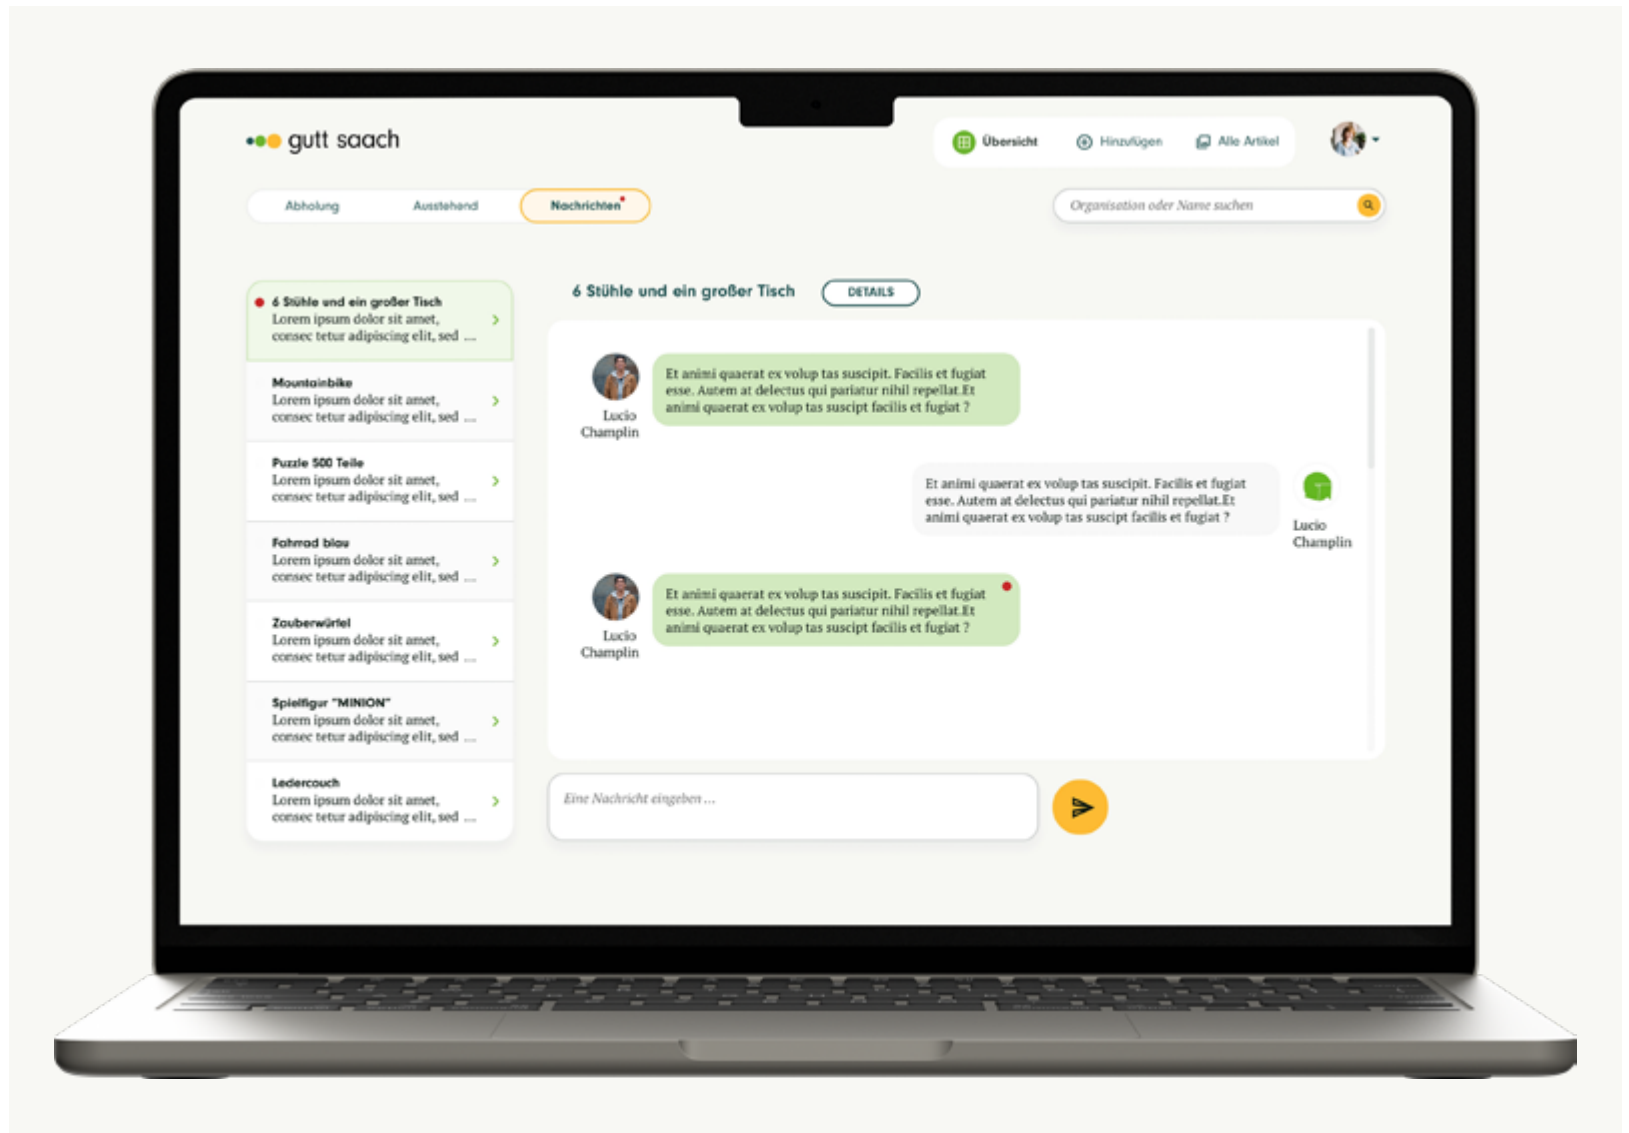 gutt saach
Übersicht
Hinzufügen
Alle Artikel
Abholung
Ausstehend
Nachrichten
Organisation oder Name suchen
6 Stühle und ein großer Tisch
Lorem ipsum dolor sit amet,
consec tetur adipiscing elit, sed ....
Mountainbike
Lorem ipsum dolor sit amet,
consec tetur adipiscing elit, sed ....
Puzzle 500 Teile
Lorem ipsum dolor sit amet,
consec tetur adipiscing elit, sed ....
Fahrrad blau
Lorem ipsum dolor sit amet,
consec tetur adipiscing elit, sed ....
Zauberwürfel
Lorem ipsum dolor sit amet,
consec tetur adipiscing elit, sed ....
Spielfigur "MINION"
Lorem ipsum dolor sit amet,
consec tetur adipiscing elit, sed ....
Ledercouch
Lorem ipsum dolor sit amet,
consec tetur adipiscing elit, sed ....
6 Stühle und ein großer Tisch
DETAILS
Et animi quaerat ex volup tas suscipit. Facilis et fugiat
esse. Autem at delectus qui pariatur nihil repellat.Et
animi quaerat ex volup tas suscipt facilis et fugiat ?
Lucio
Champlin
Et animi quaerat ex volup tas suscipit. Facilis et fugiat
esse. Autem at delectus qui pariatur nihil repellat.Et
animi quaerat ex volup tas suscipt facilis et fugiat ?
Lucio
Champlin
Et animi quaerat ex volup tas suscipit. Facilis et fugiat
esse. Autem at delectus qui pariatur nihil repellat.Et
animi quaerat ex volup tas suscipt facilis et fugiat ?
Lucio
Champlin
Eine Nachricht eingeben ...